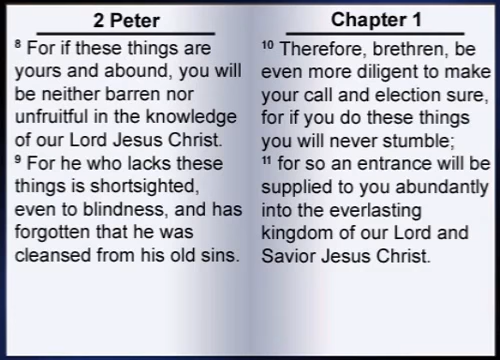 2 Peter
⁸ For if these things are
yours and abound, you will
be neither barren nor
unfruitful in the knowledge
of our Lord Jesus Christ.
⁹ For he who lacks these
things is shortsighted,
even to blindness, and has
forgotten that he was
cleansed from his old sins.
Chapter 1
¹⁰ Therefore, brethren, be
even more diligent to make
your call and election sure,
for if you do these things
you will never stumble;
¹¹ for so an entrance will be
supplied to you abundantly
into the everlasting
kingdom of our Lord and
Savior Jesus Christ.